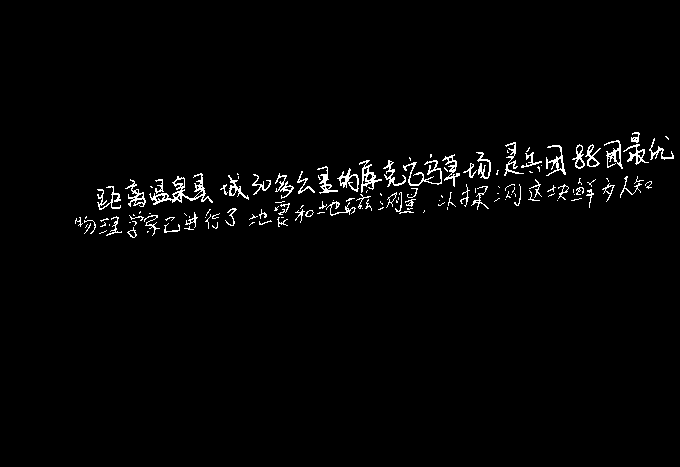 距离温泉县城30多公里的库克它乌草场,是兵团88团最优
物理学家已进行了地震和地磁测量,以探测这块鲜为人知